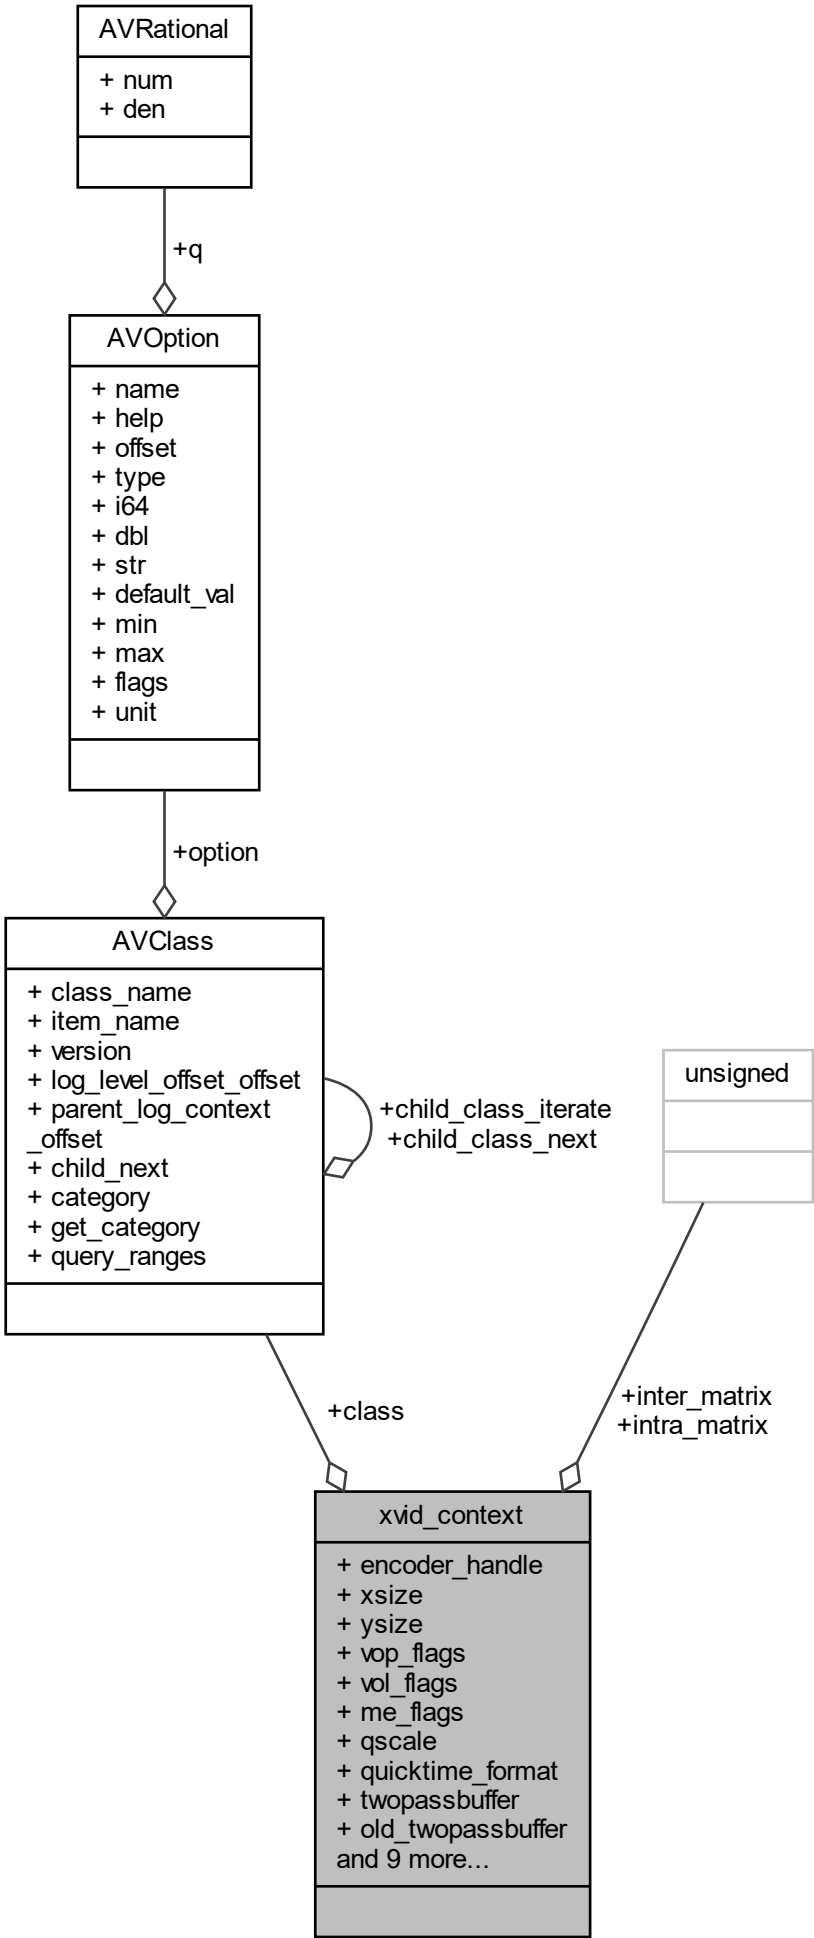 AVRational
+ num
+ den
+q
AVOption
+ name
+ help
+ offset
+ type
+ i64
+ dbl
+ str
+ default_val
+ min
+ max
+ flags
+ unit
+option
AVClass
+ class_name
+ item_name
+ version
+ log_level_offset_offset
+ parent_log_context
_offset
+ child_next
+ category
+ get_category
+ query_ranges
+child_class_iterate
+child_class_next
unsigned
+class
+inter_matrix
+intra_matrix
xvid_context
+ encoder_handle
+ xsize
+ ysize
+ vop_flags
+ vol_flags
+ me_flags
+ qscale
+ quicktime_format
+ twopassbuffer
+ old_twopassbuffer
and 9 more...